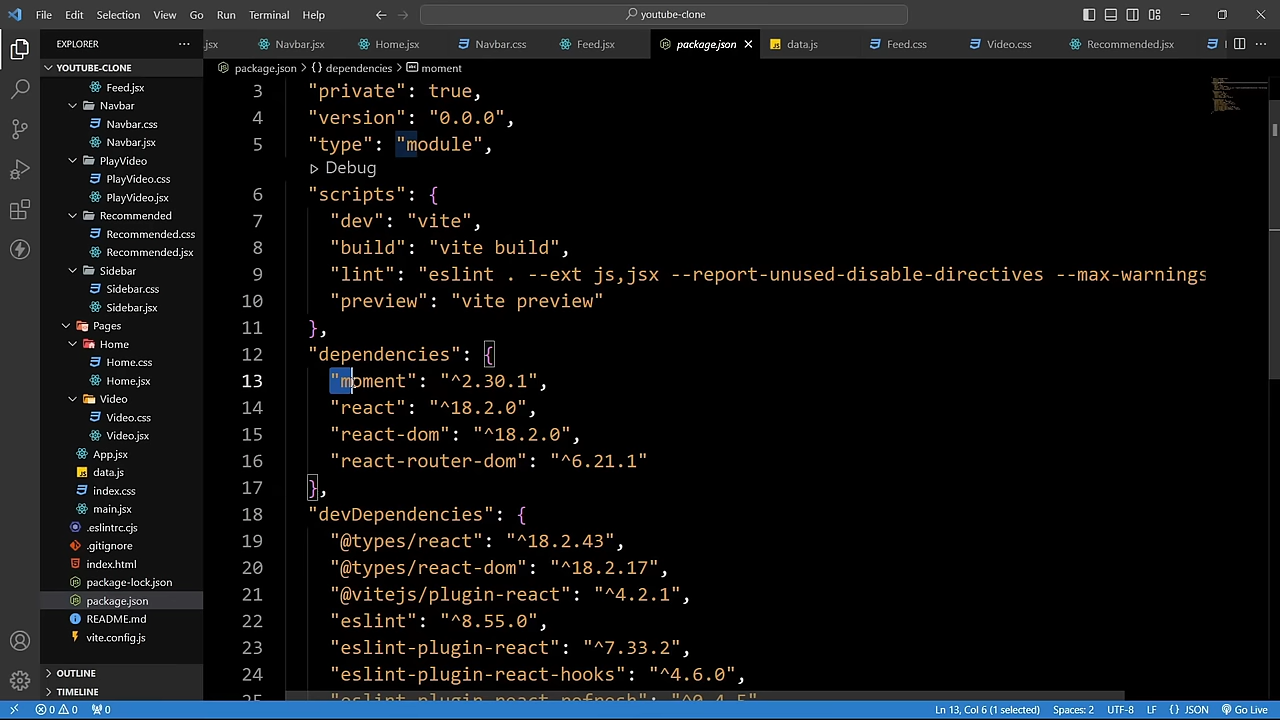 File Edit Selection View Go Run Terminal Help
youtube-clone
EXPLORER
.jsx Navbar.jsx Home.jsx Navbar.css Feed.jsx package.json data.js Feed.css Video.css Recommended.jsx
YOUTUBE-CLONE
package.json > {} dependencies > moment
Feed.jsx
Navbar
Navbar.css
Navbar.jsx
PlayVideo
PlayVideo.css
PlayVideo.jsx
Recommended
Recommended.css
Recommended.jsx
Sidebar
Sidebar.css
Sidebar.jsx
Pages
Home
Home.css
Home.jsx
Video
Video.css
Video.jsx
App.jsx
data.js
index.css
main.jsx
.eslintrc.cjs
.gitignore
index.html
package-lock.json
package.json
README.md
vite.config.js
OUTLINE
TIMELINE
3 "private": true,
4 "version": "0.0.0",
5 "type": "module",
Debug
6 "scripts": {
7 "dev": "vite",
8 "build": "vite build",
9 "lint": "eslint . --ext js,jsx --report-unused-disable-directives --max-warnings
10 "preview": "vite preview"
11 },
12 "dependencies": {
13 "moment": "^2.30.1",
14 "react": "^18.2.0",
15 "react-dom": "^18.2.0",
16 "react-router-dom": "^6.21.1"
17 },
18 "devDependencies": {
19 "@types/react": "^18.2.43",
20 "@types/react-dom": "^18.2.17",
21 "@vitejs/plugin-react": "^4.2.1",
22 "eslint": "^8.55.0",
23 "eslint-plugin-react": "^7.33.2",
24 "eslint-plugin-react-hooks": "^4.6.0",
25 "eslint-plugin-react-refresh": "^0.4.5"
0 0 0 Ln 13, Col 6 (1 selected) Spaces: 2 UTF-8 LF {} JSON Go Live